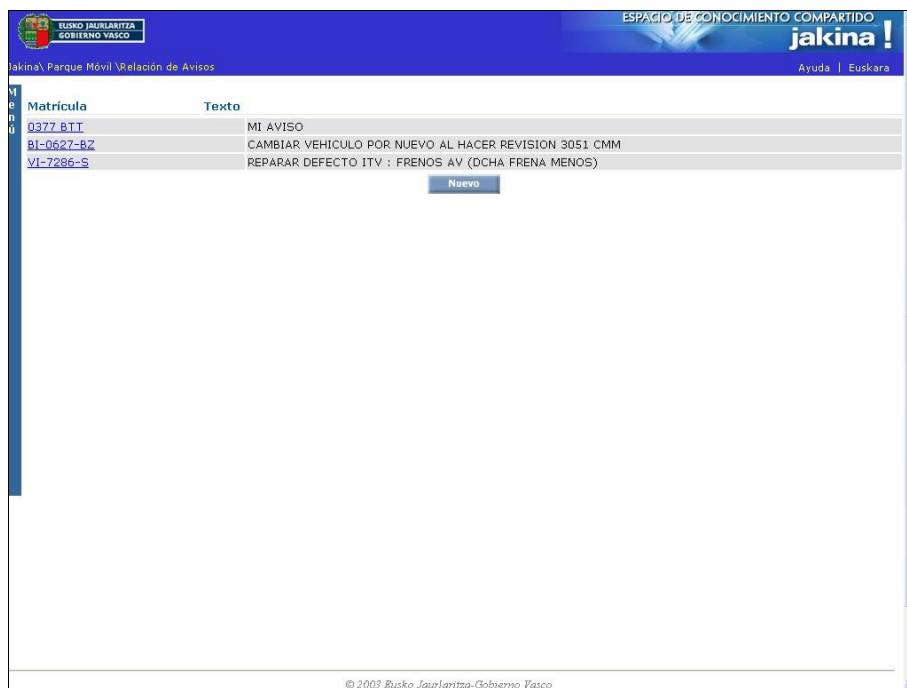 EUSKO JAURLARITZA
GOBIERNO VASCO
ESPACIO DE CONOCIMIENTO COMPARTIDO
jakina !
Jakina\ Parque Móvil \Relación de Avisos
Ayuda | Euskara
Menú
Matrícula Texto
0377 BTT MI AVISO
BI-0627-BZ CAMBIAR VEHICULO POR NUEVO AL HACER REVISION 3051 CMM
VI-7286-S REPARAR DEFECTO ITV : FRENOS AV (DCHA FRENA MENOS)
Nuevo
© 2003 Eusko Jaurlaritza-Gobierno Vasco